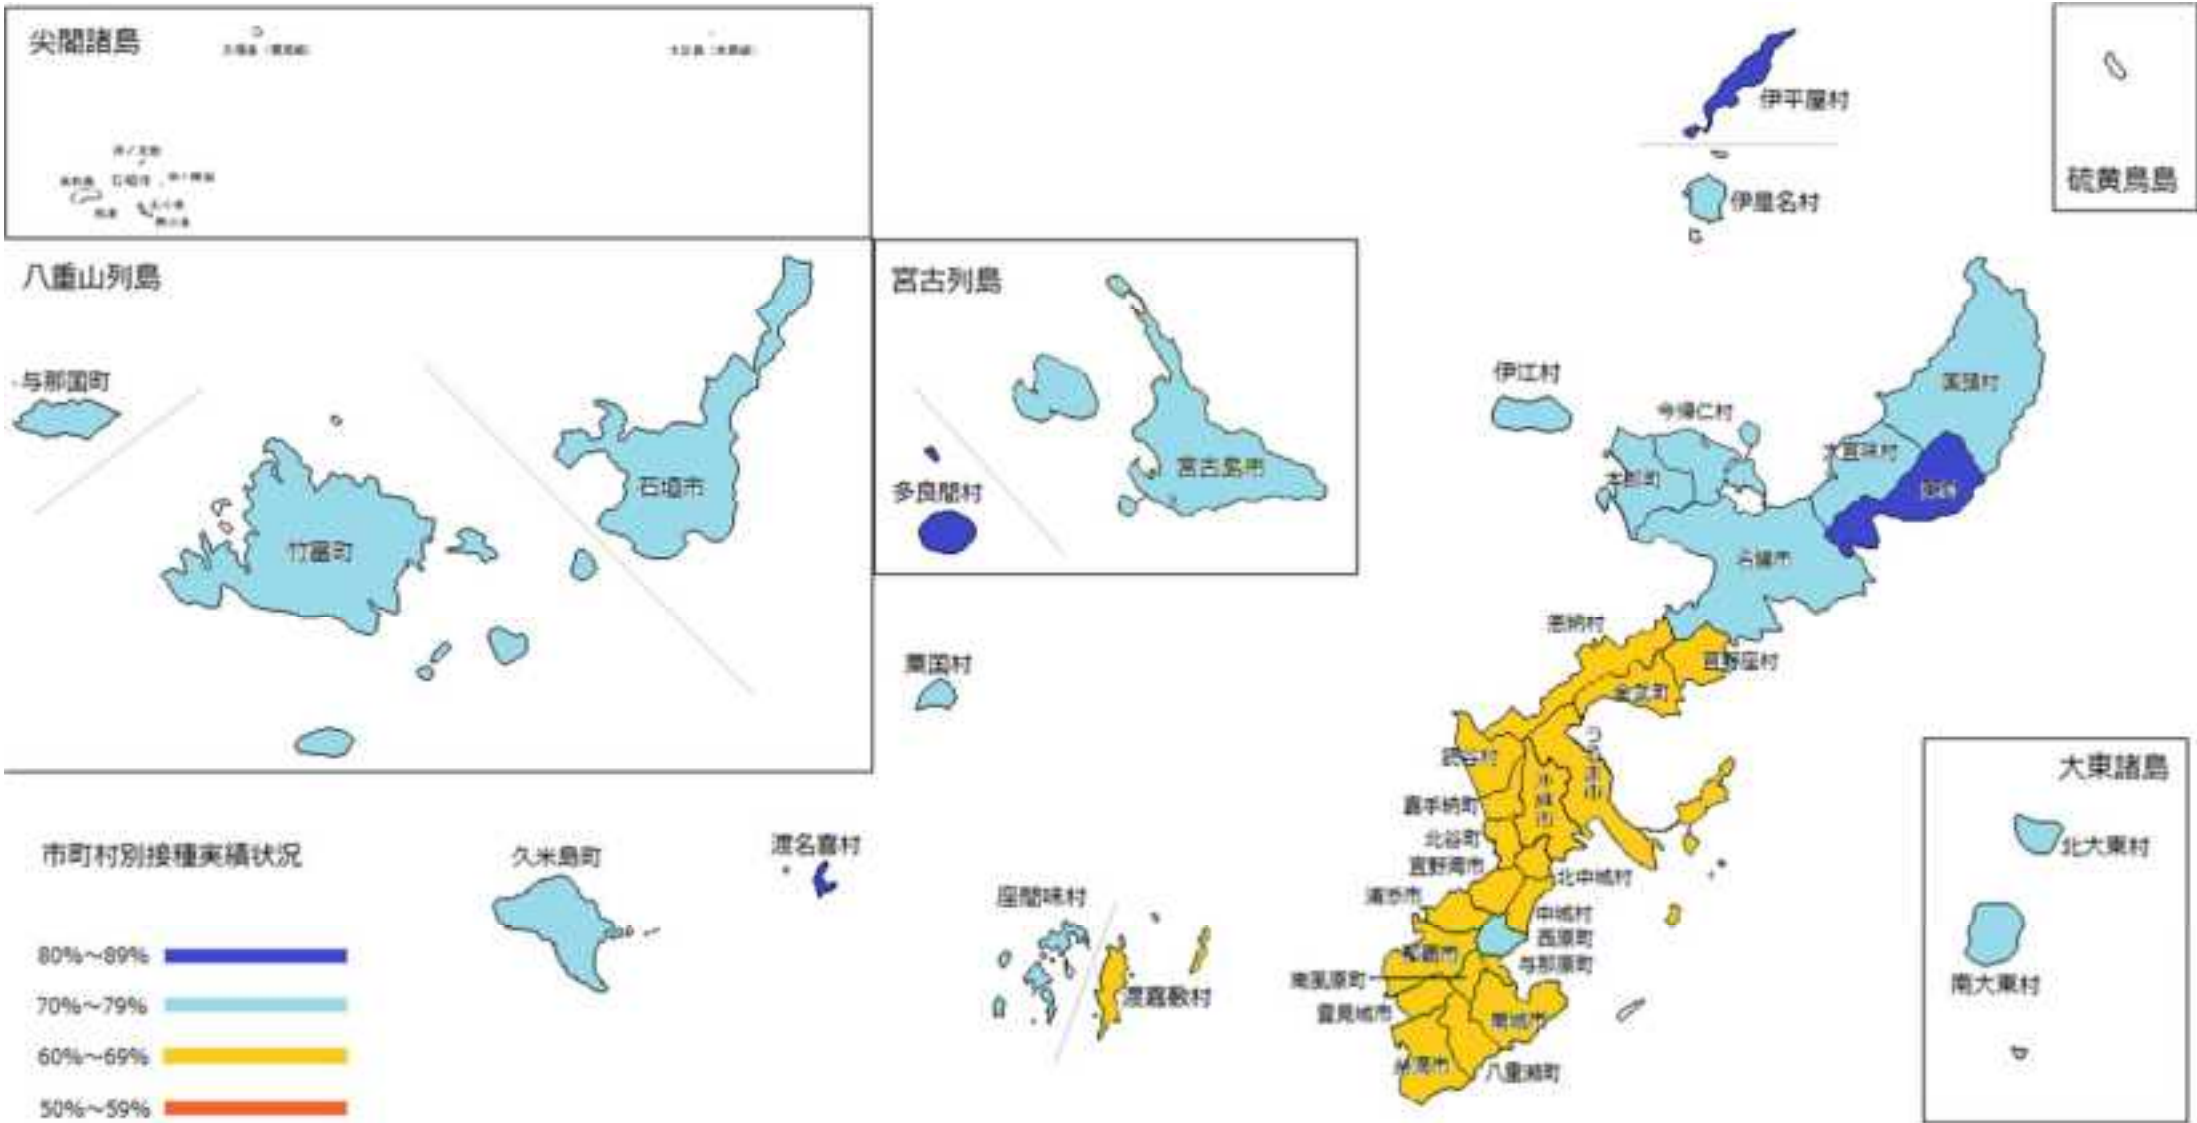 尖閣諸島
八重山列島
与那国町
竹富町
石垣市
宮古列島
多良間村
宮古島市
伊平屋村
伊屋名村
硫黄鳥島
伊江村
今帰仁村
本部町
国頭村
大宜味村
東村
名護市
恩納村
宜野座村
金武町
うるま市
読谷村
沖縄市
嘉手納町
北谷町
宜野湾市
北中城村
浦添市
中城村
西原町
那覇市
与那原町
南風原町
豊見城市
南城市
糸満市
八重瀬町
粟国村
渡名喜村
久米島町
座間味村
渡嘉敷村
大東諸島
北大東村
南大東村
市町村別接種実績状況
80%～89%
70%～79%
60%～69%
50%～59%